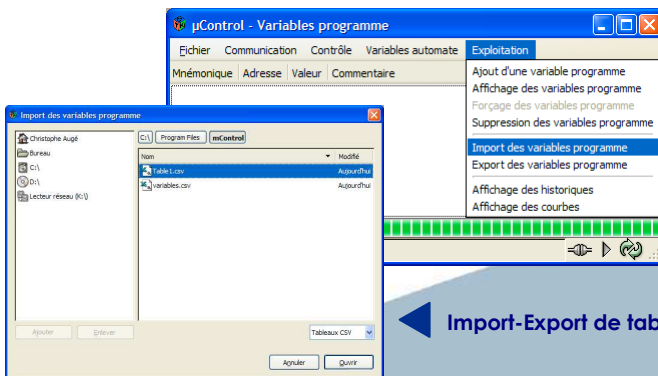 µControl - Variables programme
Fichier Communication Contrôle Variables automate Exploitation
Mnémonique Adresse Valeur Commentaire
Ajout d'une variable programme
Affichage des variables programme
Forçage des variables programme
Suppression des variables programme
Import des variables programme
Export des variables programme
Affichage des historiques
Affichage des courbes
Import des variables programme
Christophe Augé
Bureau
C:\
D:\
Lecteur réseau (K:\)
C:\ Program Files mControl
Nom Modifié
Table1.csv Aujourd'hui
variables.csv Aujourd'hui
Ajouter Enlever
Tableaux CSV
Annuler Ouvrir
Import-Export de tab